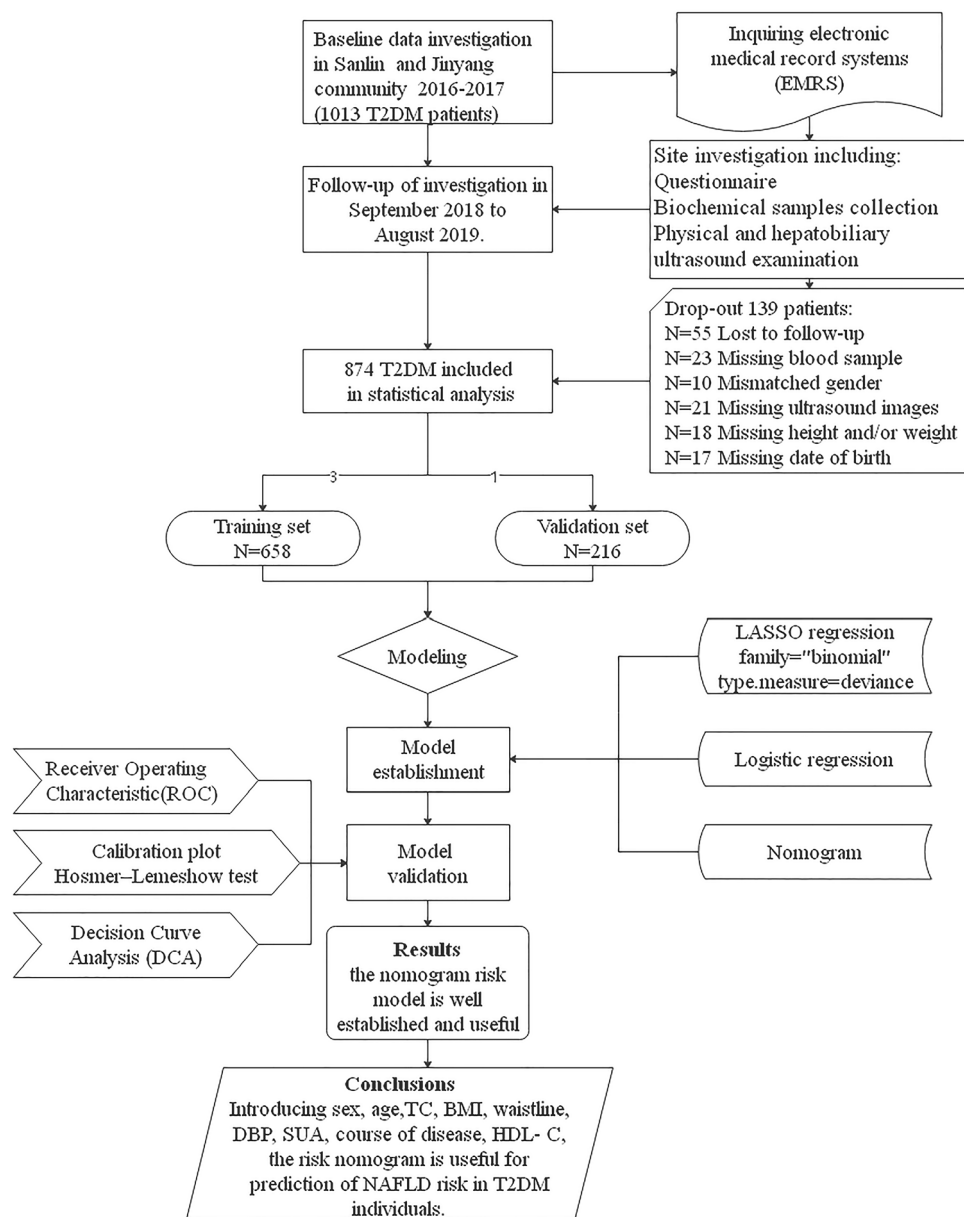 Baseline data investigation
in Sanlin and Jinyang
community 2016-2017
(1013 T2DM patients)
Inquiring electronic
medical record systems
(EMRS)
Site investigation including:
Questionnaire
Biochemical samples collection
Physical and hepatobiliary
ultrasound examination
Follow-up of investigation in
September 2018 to
August 2019.
Drop-out 139 patients:
N=55 Lost to follow-up
N=23 Missing blood sample
N=10 Mismatched gender
N=21 Missing ultrasound images
N=18 Missing height and/or weight
N=17 Missing date of birth
874 T2DM included
in statistical analysis
3
1
Training set
N=658
Validation set
N=216
Modeling
LASSO regression
family="binomial"
type.measure=deviance
Logistic regression
Nomogram
Model
establishment
Receiver Operating
Characteristic(ROC)
Calibration plot
Hosmer–Lemeshow test
Decision Curve
Analysis (DCA)
Model
validation
Results
the nomogram risk
model is well
established and useful
Conclusions
Introducing sex, age,TC, BMI, waistline,
DBP, SUA, course of disease, HDL- C,
the risk nomogram is useful for
prediction of NAFLD risk in T2DM
individuals.